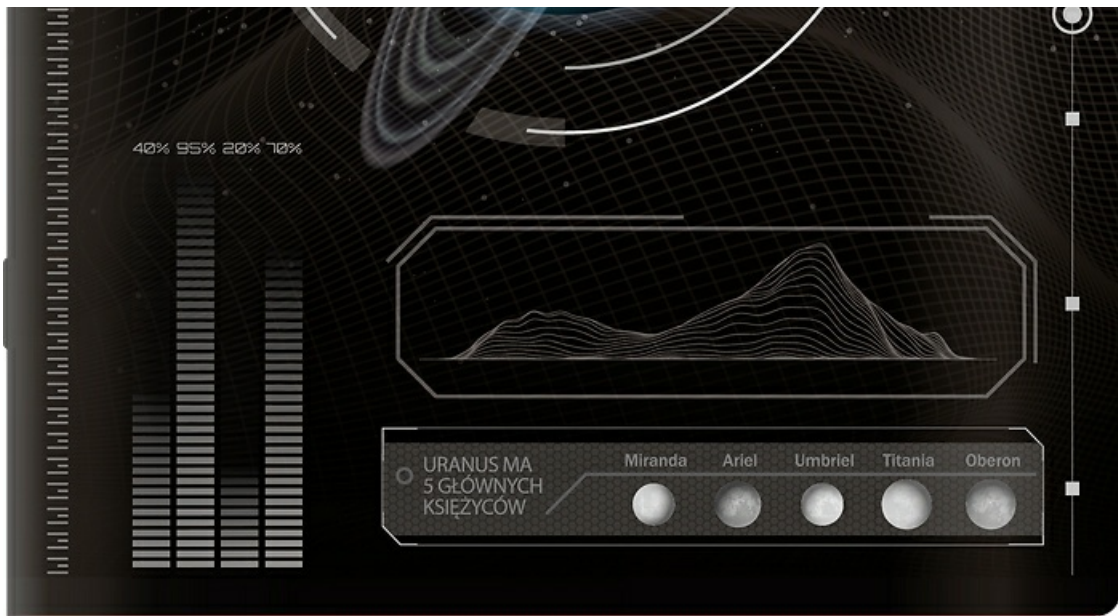 40% 95% 20% 70%
URANUS MA
5 GŁÓWNYCH
KSIĘŻYCÓW
Miranda Ariel Umbriel Titania Oberon